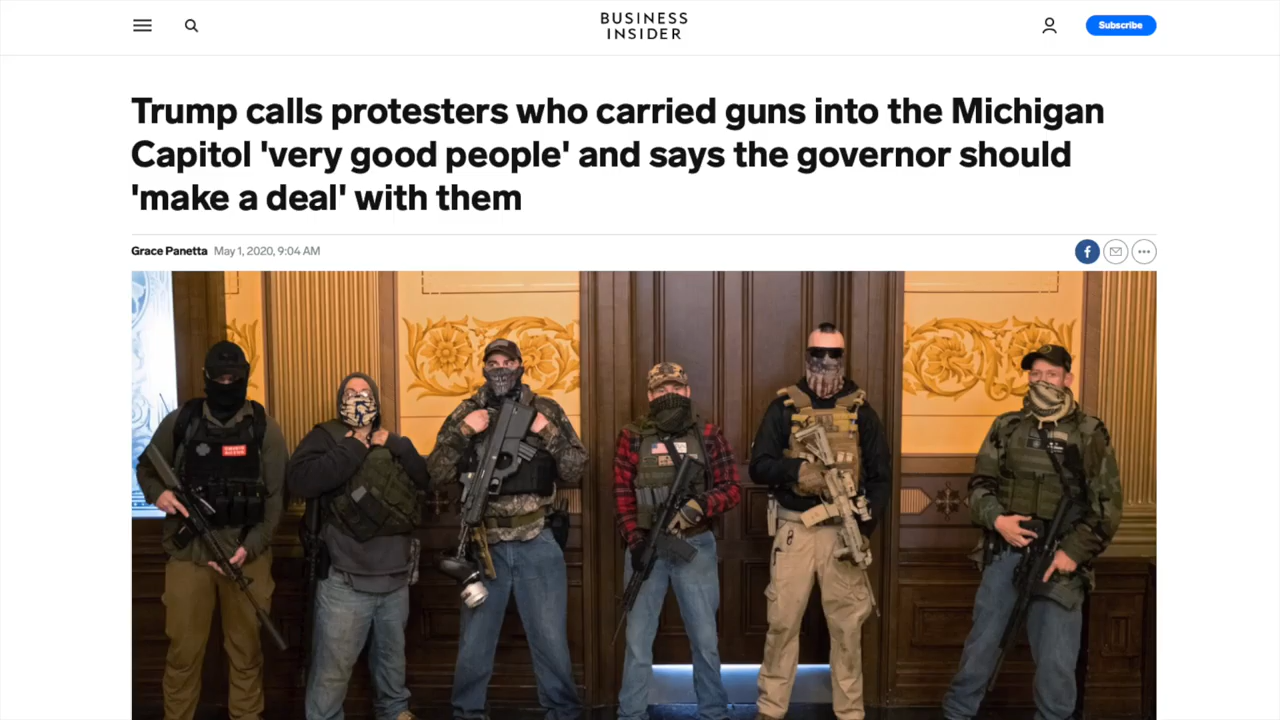 BUSINESS
INSIDER
Subscribe
Trump calls protesters who carried guns into the Michigan
Capitol 'very good people' and says the governor should
'make a deal' with them
Grace Panetta May 1, 2020, 9:04 AM